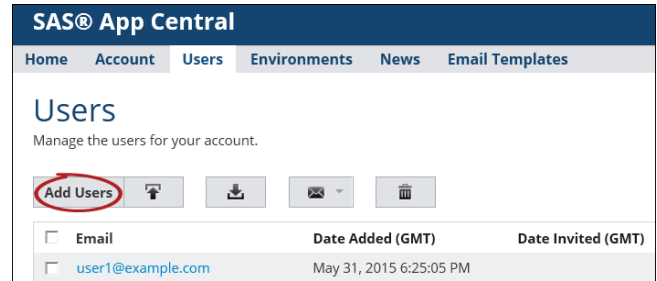 SAS® App Central
Home Account Users Environments News Email Templates
Users
Manage the users for your account.
Add Users
Email Date Added (GMT) Date Invited (GMT)
user1@example.com May 31, 2015 6:25:05 PM